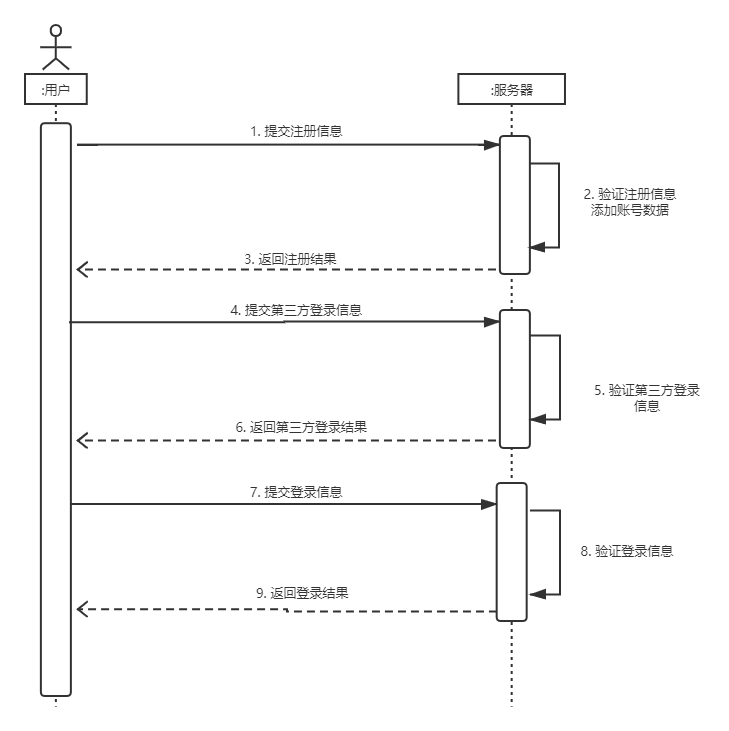 :用户
:服务器
1. 提交注册信息
2. 验证注册信息
添加账号数据
3. 返回注册结果
4. 提交第三方登录信息
5. 验证第三方登录
信息
6. 返回第三方登录结果
7. 提交登录信息
8. 验证登录信息
9. 返回登录结果